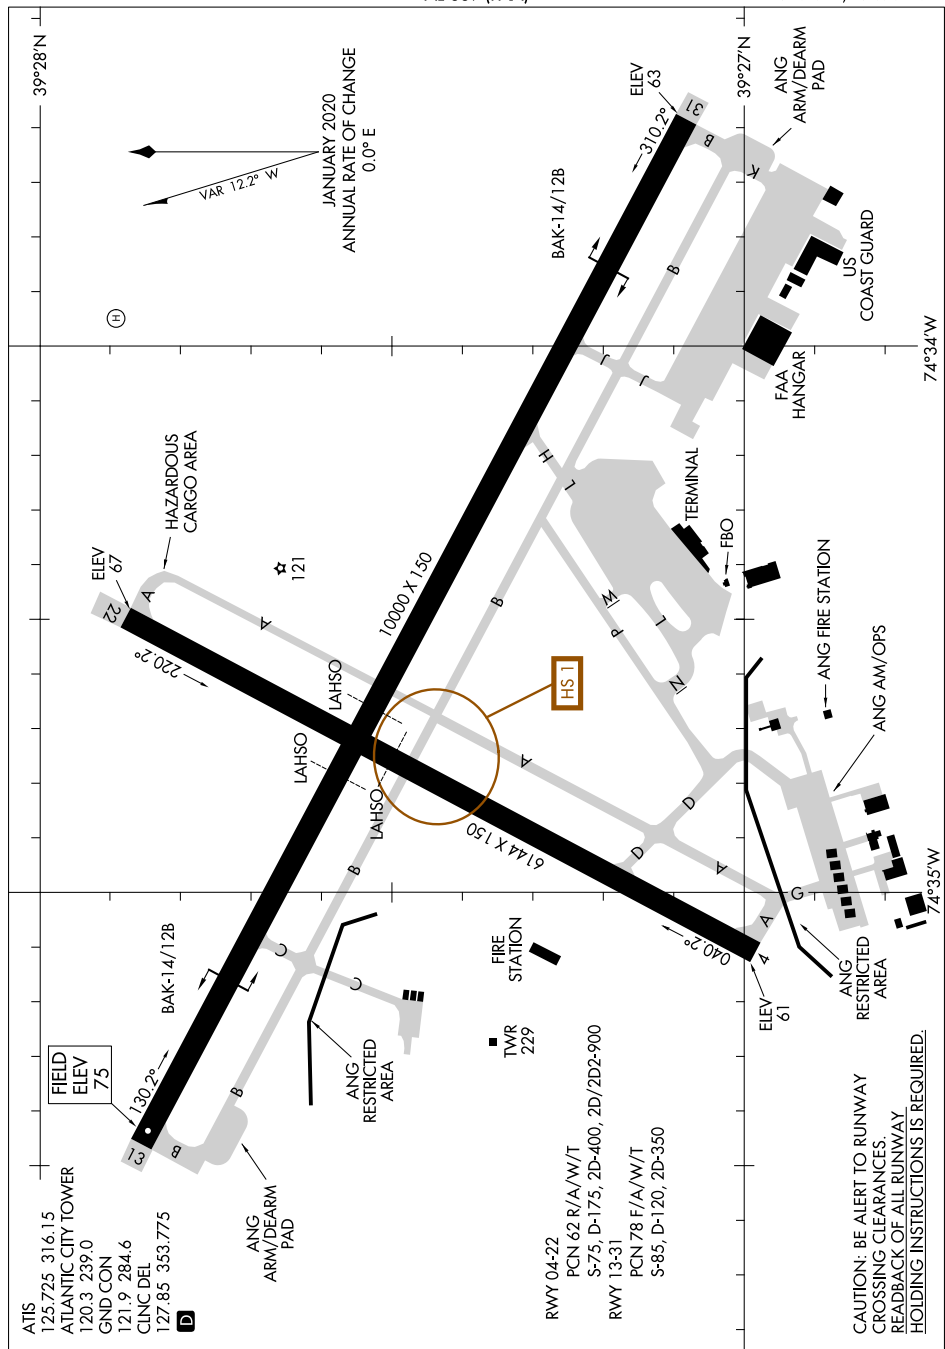 ATIS
125.725 316.15
ATLANTIC CITY TOWER
120.3 239.0
GND CON
121.9 284.6
CLNC DEL
127.85 353.775
D
FIELD
ELEV
75
13
130.2°
B
B
ANG
ARM/DEARM
PAD
BAK-14/12B
C
C
ANG
RESTRICTED
AREA
B
TWR
229
FIRE
STATION
RWY 04-22
PCN 62 R/A/W/T
S-75, D-175, 2D-400, 2D/2D2-900
RWY 13-31
PCN 78 F/A/W/T
S-85, D-120, 2D-350
CAUTION: BE ALERT TO RUNWAY
CROSSING CLEARANCES.
READBACK OF ALL RUNWAY
HOLDING INSTRUCTIONS IS REQUIRED.
39°28'N
ELEV
67
22
220.2°
A
HAZARDOUS
CARGO AREA
121
A
LAHSO
LAHSO
LAHSO
10000 X 150
6144 X 150
HS 1
B
A
D
D
A
A
G
4
040.2°
ELEV
61
ANG
RESTRICTED
AREA
74°35'W
ANG AM/OPS
ANG FIRE STATION
N
L
P
M
FBO
TERMINAL
H
L
J
J
H
VAR 12.2° W
JANUARY 2020
ANNUAL RATE OF CHANGE
0.0° E
BAK-14/12B
B
310.2°
ELEV
63
31
B
K
39°27'N
ANG
ARM/DEARM
PAD
US
COAST GUARD
FAA
HANGAR
74°34'W